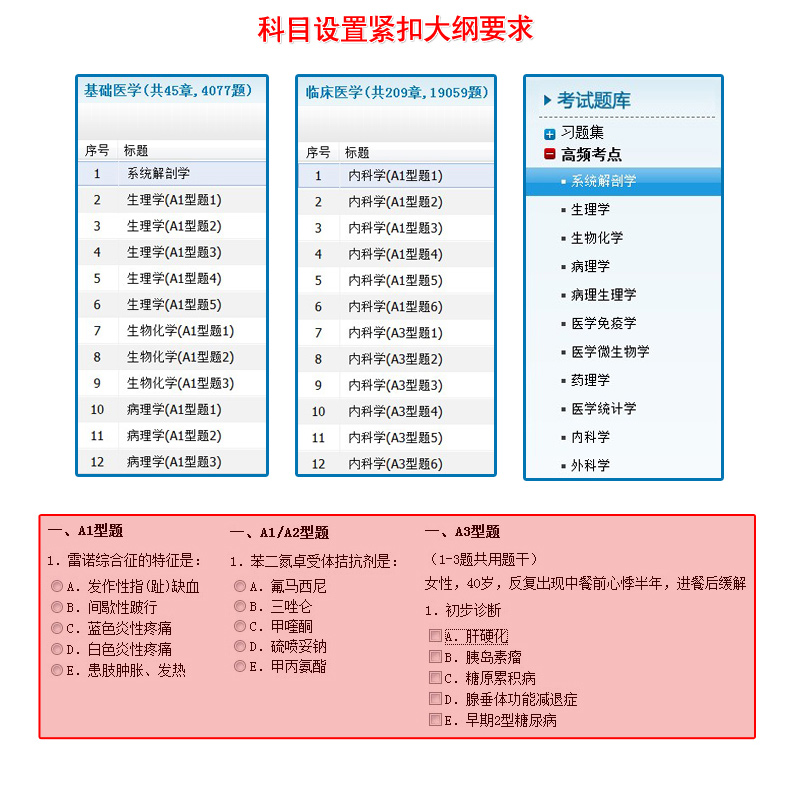 科目设置紧扣大纲要求
基础医学(共45章,4077题)
序号 标题
1 系统解剖学
2 生理学(A1型题1)
3 生理学(A1型题2)
4 生理学(A1型题3)
5 生理学(A1型题4)
6 生理学(A1型题5)
7 生物化学(A1型题1)
8 生物化学(A1型题2)
9 生物化学(A1型题3)
10 病理学(A1型题1)
11 病理学(A1型题2)
12 病理学(A1型题3)
临床医学(共209章,19059题)
序号 标题
1 内科学(A1型题1)
2 内科学(A1型题2)
3 内科学(A1型题3)
4 内科学(A1型题4)
5 内科学(A1型题5)
6 内科学(A1型题6)
7 内科学(A3型题1)
8 内科学(A3型题2)
9 内科学(A3型题3)
10 内科学(A3型题4)
11 内科学(A3型题5)
12 内科学(A3型题6)
考试题库
习题集
高频考点
系统解剖学
生理学
生物化学
病理学
病理生理学
医学免疫学
医学微生物学
药理学
医学统计学
内科学
外科学
一、A1型题
1. 雷诺综合征的特征是:
A. 发作性指(趾)缺血
B. 间歇性跛行
C. 蓝色炎性疼痛
D. 白色炎性疼痛
E. 患肢肿胀、发热
一、A1/A2型题
1. 苯二氮卓受体拮抗剂是:
A. 氟马西尼
B. 三唑仑
C. 甲喹酮
D. 硫喷妥钠
E. 甲丙氨酯
一、A3型题
(1-3题共用题干)
女性,40岁,反复出现中餐前心悸半年,进餐后缓解
1. 初步诊断
A. 肝硬化
B. 胰岛素瘤
C. 糖原累积病
D. 腺垂体功能减退症
E. 早期2型糖尿病